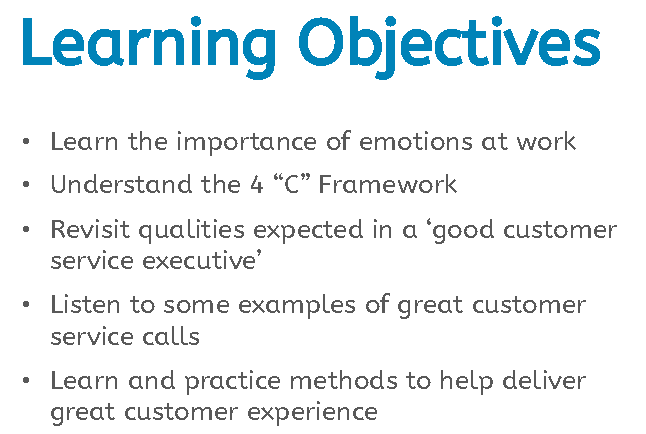 Learning Objectives
• Learn the importance of emotions at work
• Understand the 4 “C” Framework
• Revisit qualities expected in a ‘good customer
service executive’
• Listen to some examples of great customer
service calls
• Learn and practice methods to help deliver
great customer experience